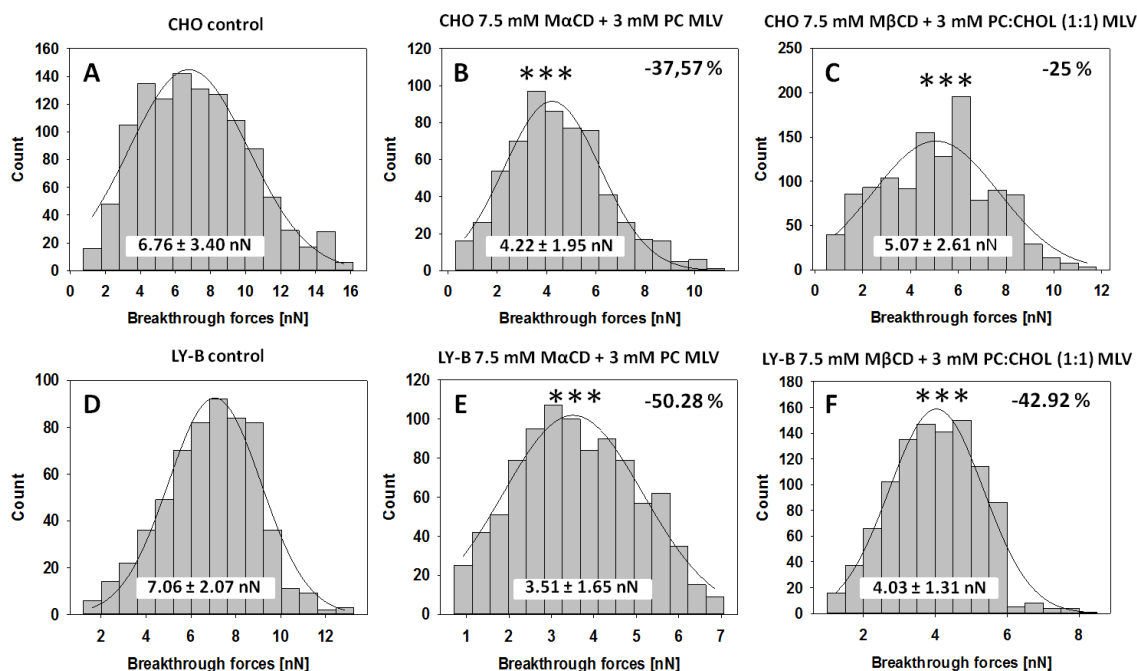 CHO control
CHO 7.5 mM MαCD + 3 mM PC MLV
CHO 7.5 mM MβCD + 3 mM PC:CHOL (1:1) MLV
160
140
120
100
80
60
40
20
0
Count
A
6.76 ± 3.40 nN
0 2 4 6 8 10 12 14 16
Breakthrough forces [nN]
120
100
80
60
40
20
0
Count
B
***
-37,57 %
4.22 ± 1.95 nN
0 2 4 6 8 10
Breakthrough forces [nN]
250
200
150
100
50
0
Count
C
***
-25 %
5.07 ± 2.61 nN
0 2 4 6 8 10 12
Breakthrough forces [nN]
LY-B control
LY-B 7.5 mM MαCD + 3 mM PC MLV
LY-B 7.5 mM MβCD + 3 mM PC:CHOL (1:1) MLV
100
80
60
40
20
0
Count
D
7.06 ± 2.07 nN
2 4 6 8 10 12
Breakthrough forces [nN]
120
100
80
60
40
20
0
Count
E
***
-50.28 %
3.51 ± 1.65 nN
1 2 3 4 5 6 7
Breakthrough forces [nN]
180
160
140
120
100
80
60
40
20
0
Count
F
***
-42.92 %
4.03 ± 1.31 nN
2 4 6 8
Breakthrough forces [nN]